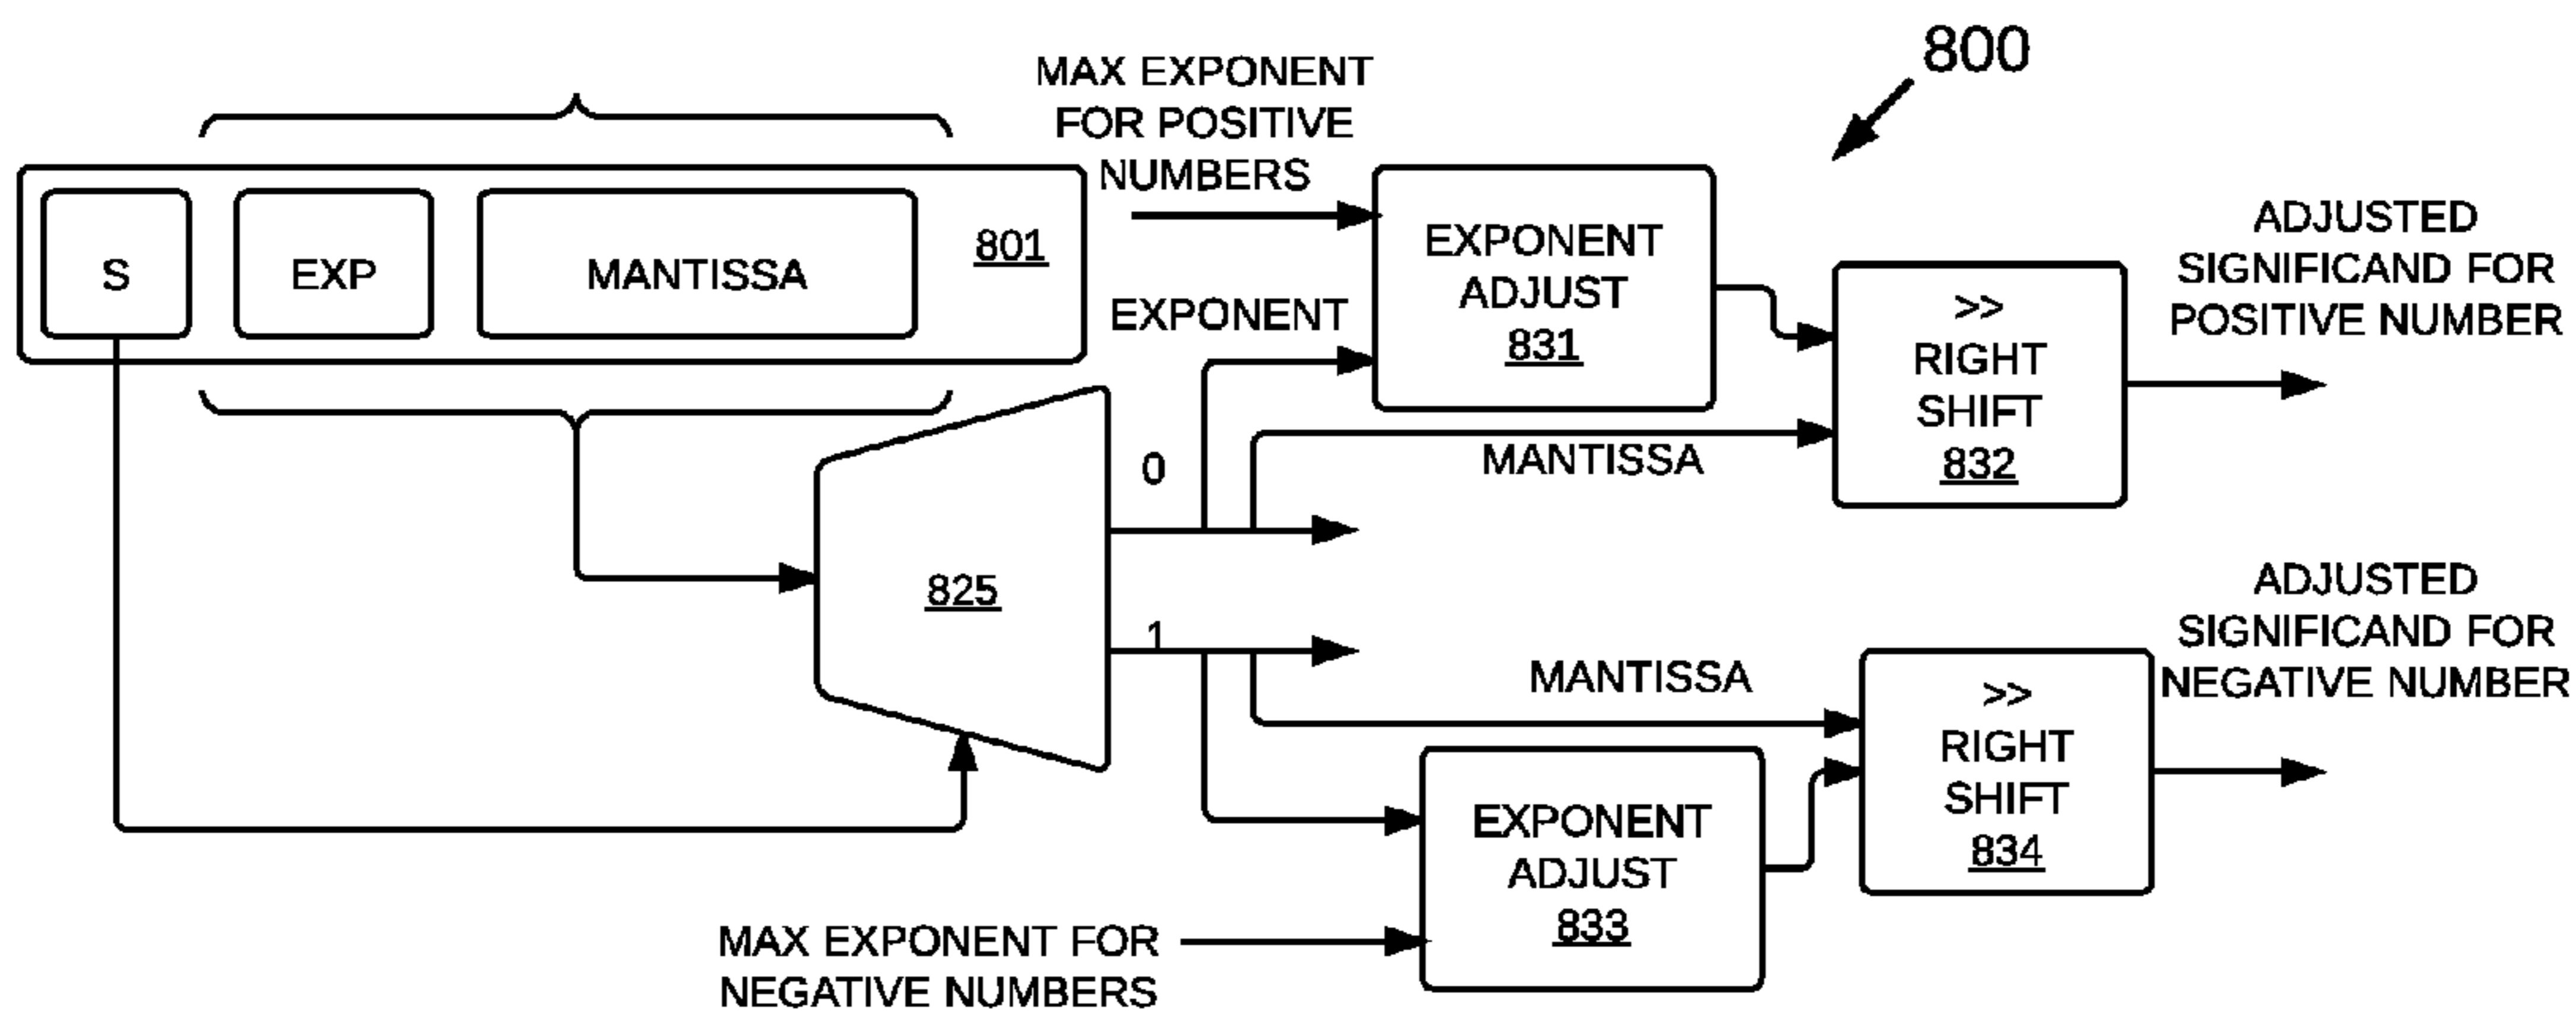 800
MAX EXPONENT
FOR POSITIVE
NUMBERS
S
EXP
MANTISSA
801
EXPONENT
ADJUST
831
EXPONENT
ADJUSTED
SIGNIFICAND FOR
POSITIVE NUMBER
>>
RIGHT
SHIFT
832
MANTISSA
0
825
1
MANTISSA
ADJUSTED
SIGNIFICAND FOR
NEGATIVE NUMBER
>>
RIGHT
SHIFT
834
EXPONENT
ADJUST
833
MAX EXPONENT FOR
NEGATIVE NUMBERS